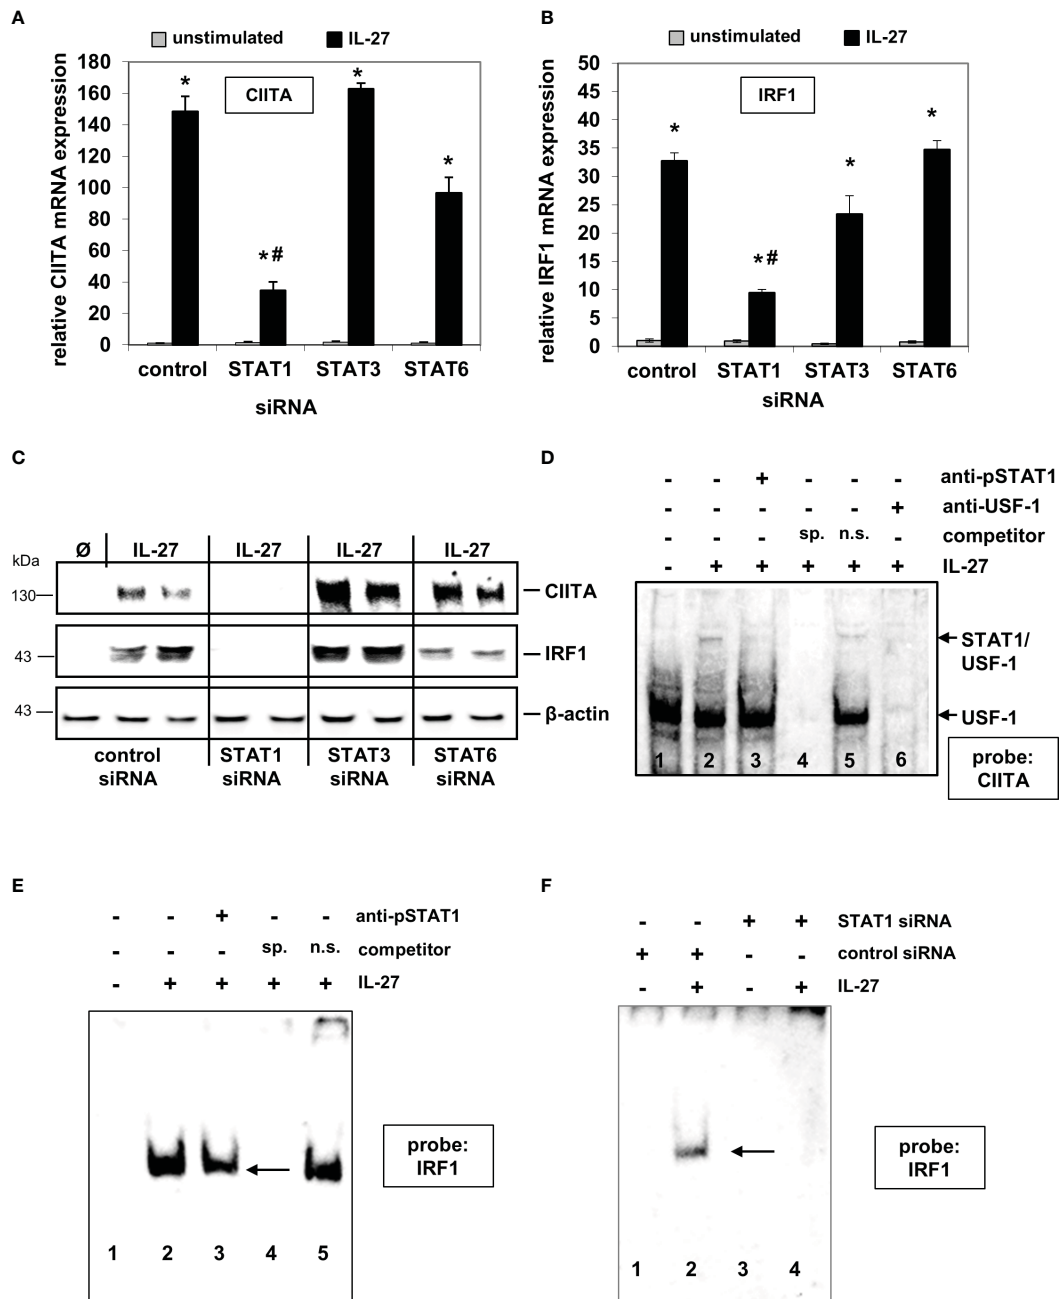 A
unstimulated IL-27
relative CIITA mRNA expression
CIITA
180
160
140
120
100
80
60
40
20
0
* *# * *
control STAT1 STAT3 STAT6
siRNA
B
unstimulated IL-27
relative IRF1 mRNA expression
IRF1
50
45
40
35
30
25
20
15
10
5
0
* *# * *
control STAT1 STAT3 STAT6
siRNA
C
kDa
Ø IL-27 IL-27 IL-27 IL-27
130 CIITA
43 IRF1
43 β-actin
control siRNA
STAT1 siRNA
STAT3 siRNA
STAT6 siRNA
D
- - + - - - anti-pSTAT1
- - - - - + anti-USF-1
- - - sp. n.s. - competitor
- + + + + + IL-27
STAT1/
USF-1
USF-1
1 2 3 4 5 6
probe:
CIITA
E
- - + - - anti-pSTAT1
- - - sp. n.s. competitor
- + + + + IL-27
probe:
IRF1
1 2 3 4 5
F
- - + + STAT1 siRNA
+ + - - control siRNA
- + - + IL-27
probe:
IRF1
1 2 3 4